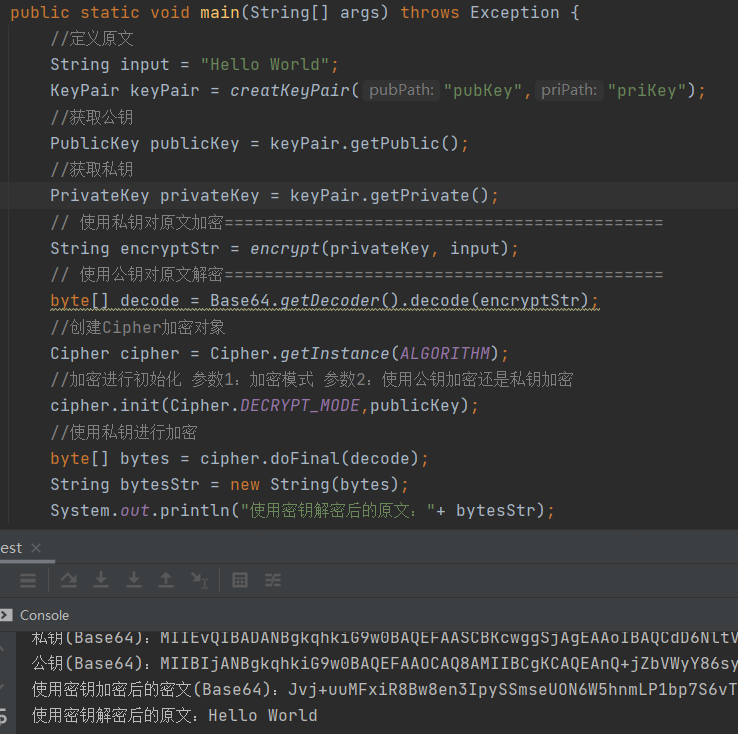 public static void main(String[] args) throws Exception {
//定义原文
String input = "Hello World";
KeyPair keyPair = creatKeyPair( pubPath: "pubKey", priPath: "priKey");
//获取公钥
PublicKey publicKey = keyPair.getPublic();
//获取私钥
PrivateKey privateKey = keyPair.getPrivate();
// 使用私钥对原文加密============================================
String encryptStr = encrypt(privateKey, input);
// 使用公钥对原文解密============================================
byte[] decode = Base64.getDecoder().decode(encryptStr);
//创建Cipher加密对象
Cipher cipher = Cipher.getInstance(ALGORITHM);
//加密进行初始化 参数1：加密模式 参数2：使用公钥加密还是私钥加密
cipher.init(Cipher.DECRYPT_MODE,publicKey);
//使用私钥进行加密
byte[] bytes = cipher.doFinal(decode);
String bytesStr = new String(bytes);
System.out.println("使用密钥解密后的原文："+ bytesStr);
est
Console
私钥(Base64)：MIIEvQIBADANBgkqhkiG9w0BAQEFAASCBKcwggSjAgEAAoIBAQCdD6NltV
公钥(Base64)：MIIBIjANBgkqhkiG9w0BAQEFAAOCAQ8AMIIBCgKCAQEAnQ+jZbVWyY86sy
使用密钥加密后的密文(Base64)：Jvj+uuMFxiR8Bw8en3IpySSmseUON6W5hnmLP1bp7S6vT
使用密钥解密后的原文：Hello World